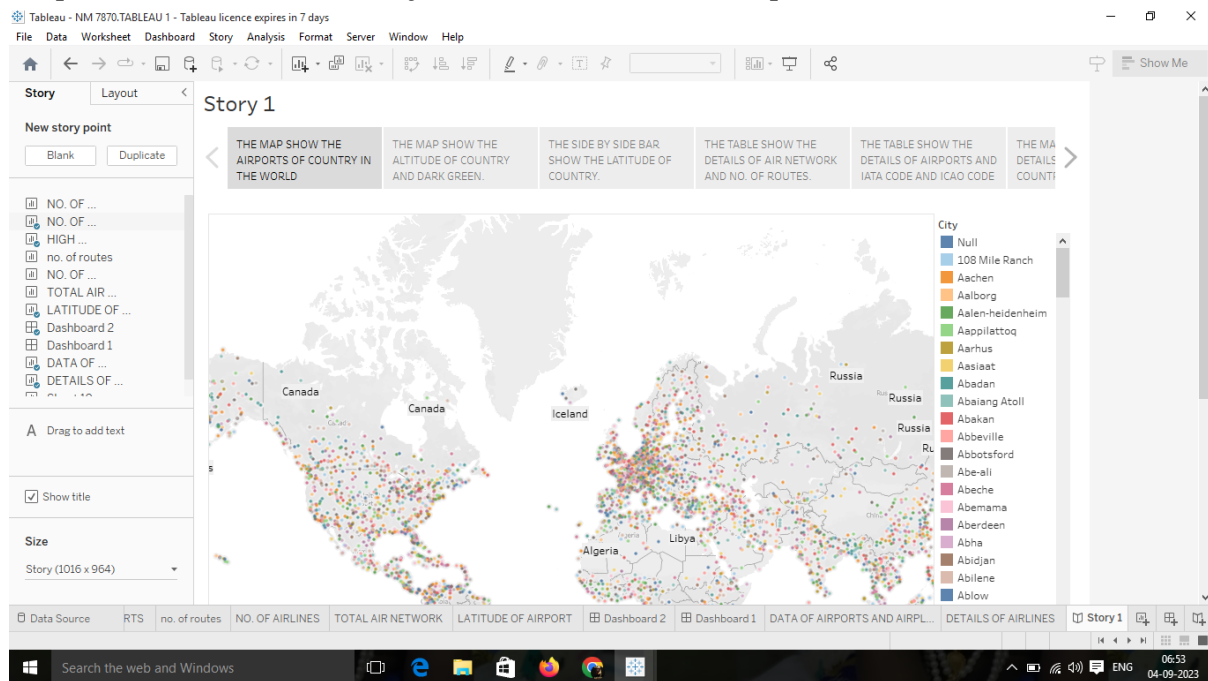 Tableau - NM 7870.TABLEAU 1 - Tableau licence expires in 7 days
File Data Worksheet Dashboard Story Analysis Format Server Window Help
Show Me
Story Layout
New story point
Blank Duplicate
NO. OF ...
NO. OF ...
HIGH ...
no. of routes
NO. OF ...
TOTAL AIR ...
LATITUDE OF ...
Dashboard 2
Dashboard 1
DATA OF ...
DETAILS OF ...
A Drag to add text
Show title
Size
Story (1016 x 964)
Story 1
THE MAP SHOW THE
AIRPORTS OF COUNTRY IN
THE WORLD
THE MAP SHOW THE
ALTITUDE OF COUNTRY
AND DARK GREEN.
THE SIDE BY SIDE BAR
SHOW THE LATITUDE OF
COUNTRY.
THE TABLE SHOW THE
DETAILS OF AIR NETWORK
AND NO. OF ROUTES.
THE TABLE SHOW THE
DETAILS OF AIRPORTS AND
IATA CODE AND ICAO CODE
THE MA
DETAILS
Canada
Canada
Iceland
Russia
Russia
Russia
Ru
s
Algeria
Libya
City
Null
108 Mile Ranch
Aachen
Aalborg
Aalen-heidenheim
Aappilattoq
Aarhus
Aasiaat
Abadan
Abaiang Atoll
Abakan
Abbeville
Abbotsford
Abe-ali
Abeche
Abemama
Aberdeen
Abha
Abidjan
Abilene
Ablow
Data Source RTS no. of routes NO. OF AIRLINES TOTAL AIR NETWORK LATITUDE OF AIRPORT Dashboard 2 Dashboard 1 DATA OF AIRPORTS AND AIRPL... DETAILS OF AIRLINES Story 1
Search the web and Windows
ENG
06:53
04-09-2023